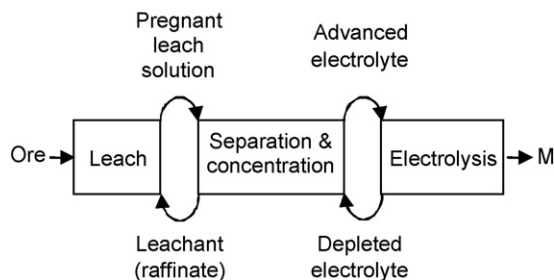 Pregnant
leach
solution
Advanced
electrolyte
Ore
Leach
Separation &
concentration
Electrolysis
M
Leachant
(raffinate)
Depleted
electrolyte